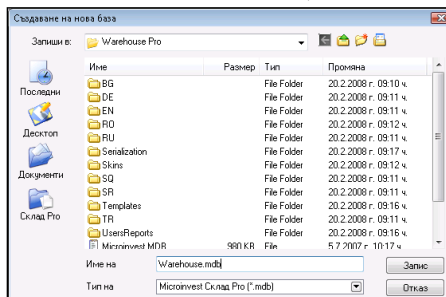 Създаване на нова база
Запиши в: Warehouse Pro
Име Размер Тип Промяна
BG File Folder 20.2.2008 г. 09:10 ч.
DE File Folder 20.2.2008 г. 09:11 ч.
EN File Folder 20.2.2008 г. 09:11 ч.
RO File Folder 20.2.2008 г. 09:12 ч.
RU File Folder 20.2.2008 г. 09:11 ч.
Serialization File Folder 20.2.2008 г. 09:17 ч.
Skins File Folder 20.2.2008 г. 09:12 ч.
SQ File Folder 20.2.2008 г. 09:11 ч.
SR File Folder 20.2.2008 г. 09:11 ч.
Templates File Folder 20.2.2008 г. 09:16 ч.
TR File Folder 20.2.2008 г. 09:11 ч.
UsersReports File Folder 20.2.2008 г. 09:16 ч.
Microinvest MDB 980 KB File 5.7.2007 г. 10:17 ч.
Последни
Десктоп
Документи
Склад Pro
Име на Warehouse.mdb Запис
Тип на Microinvest Склад Pro (*.mdb) Отказ